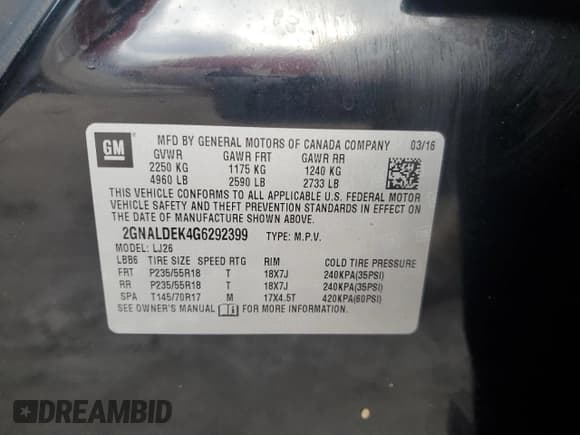 GM
MFD BY GENERAL MOTORS OF CANADA COMPANY 03/16
GVWR GAWR FRT GAWR RR
2250 KG 1175 KG 1240 KG
4960 LB 2590 LB 2733 LB
THIS VEHICLE CONFORMS TO ALL APPLICABLE U.S. FEDERAL MOTOR
VEHICLE SAFETY AND THEFT PREVENTION STANDARDS IN EFFECT ON THE
DATE OF MANUFACTURE SHOWN ABOVE.
2GNALDEK4G6292399 TYPE: M.P.V.
MODEL: LJ26
LBB6 TIRE SIZE SPEED RTG RIM COLD TIRE PRESSURE
FRT P235/55R18 T 18X7J 240KPA(35PSI)
RR P235/55R18 T 18X7J 240KPA(35PSI)
SPA T145/70R17 M 17X4.5T 420KPA(60PSI)
SEE OWNER'S MANUAL FOR MORE INFORMATION.
DREAMBID